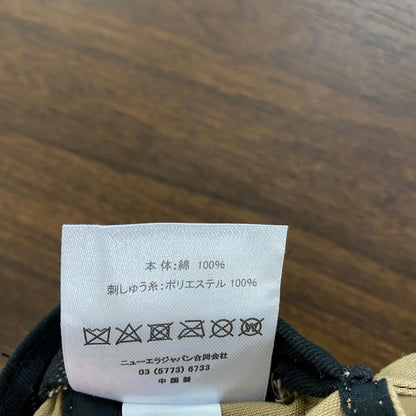 本体:綿 100%
刺しゅう糸:ポリエステル 100%
ニューエラジャパン合同会社
03 (5773) 6733
中国製